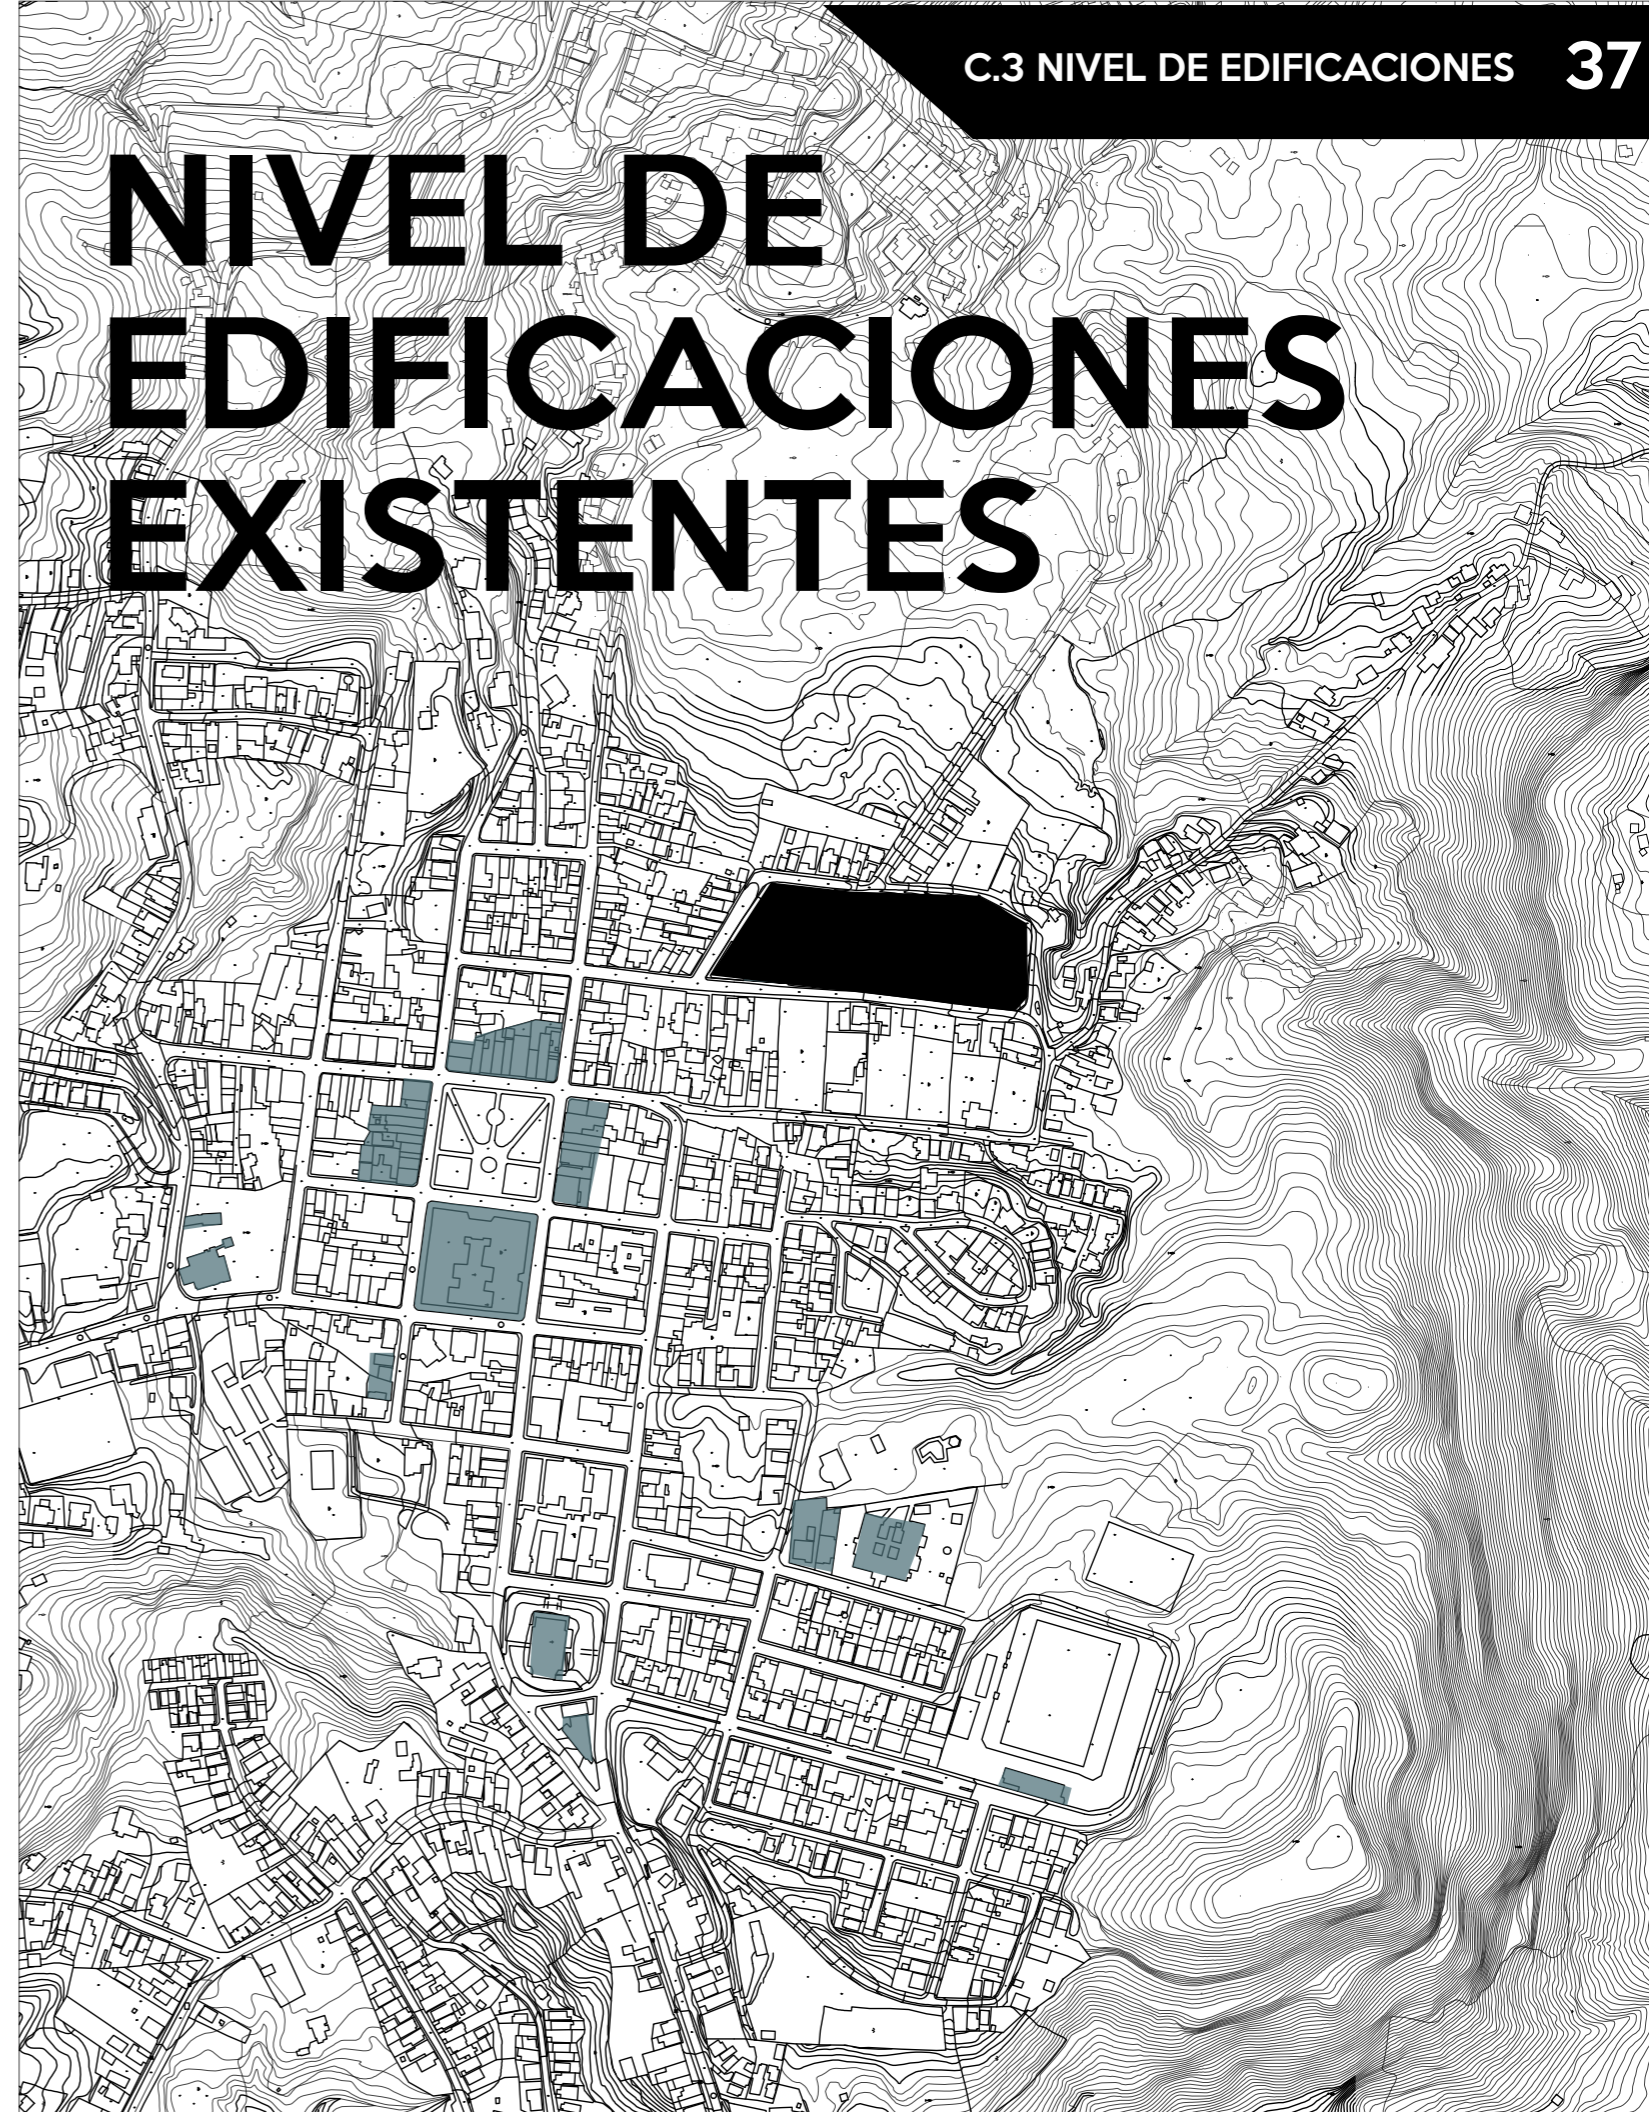 C.3 NIVEL DE EDIFICACIONES 37
NIVEL DE
EDIFICACIONES
EXISTENTES